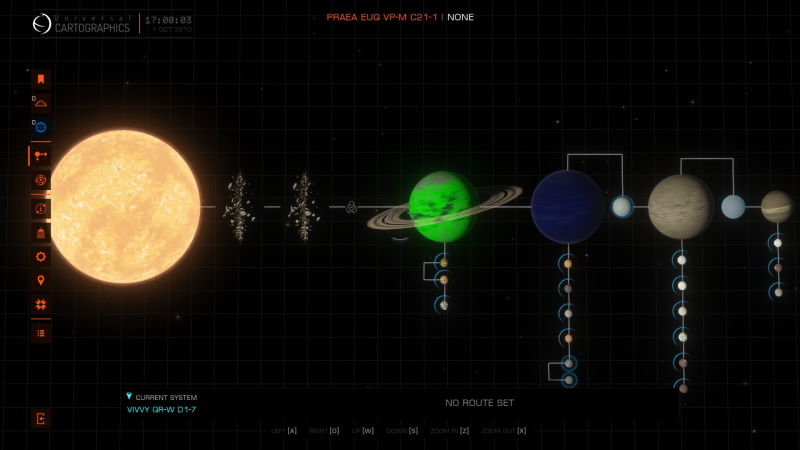 Universal
CARTOGRAPHICS
17:00:03
1 OCT 3310
PRAEA EUQ VP-M C21-1 | NONE
CURRENT SYSTEM
VIVVY QR-W D1-7
NO ROUTE SET
LEFT [A] RIGHT [D] UP [W] DOWN [S] ZOOM IN [Z] ZOOM OUT [X]